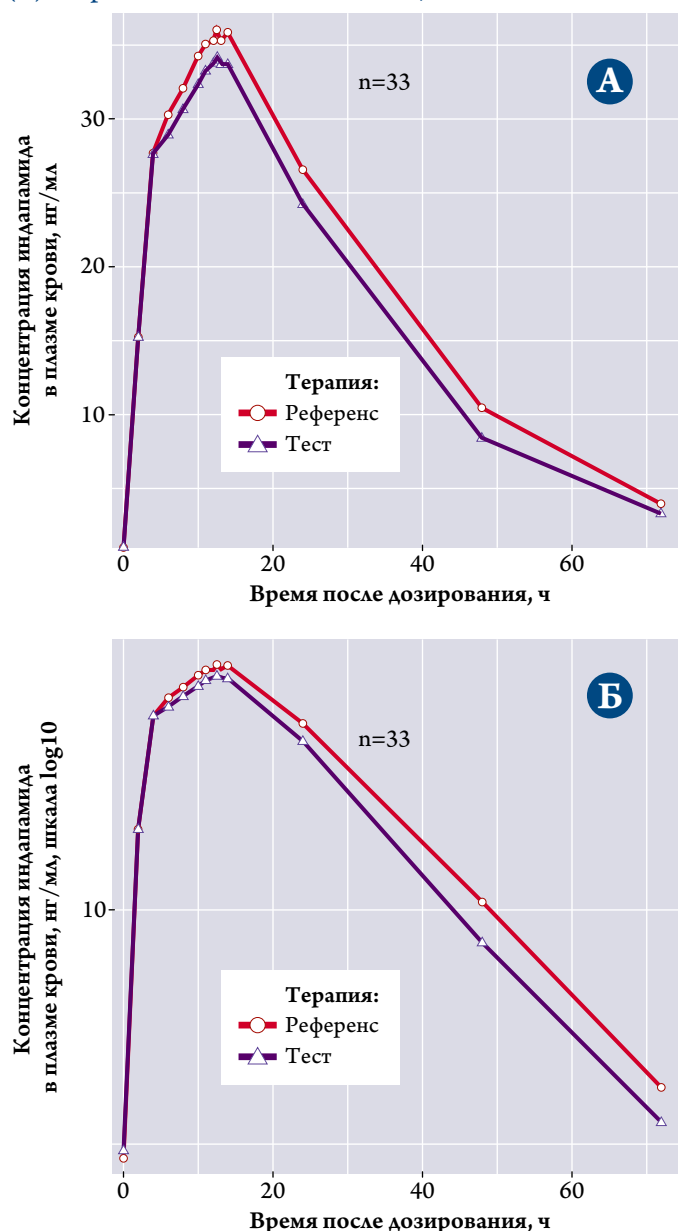 n=33
А
Концентрация индапамида
в плазме крови, нг/мл
30
20
10
Терапия:
Референс
Тест
0 20 40 60
Время после дозирования, ч
n=33
Б
Концентрация индапамида
в плазме крови, нг/мл, шкала log10
10
Терапия:
Референс
Тест
0 20 40 60
Время после дозирования, ч